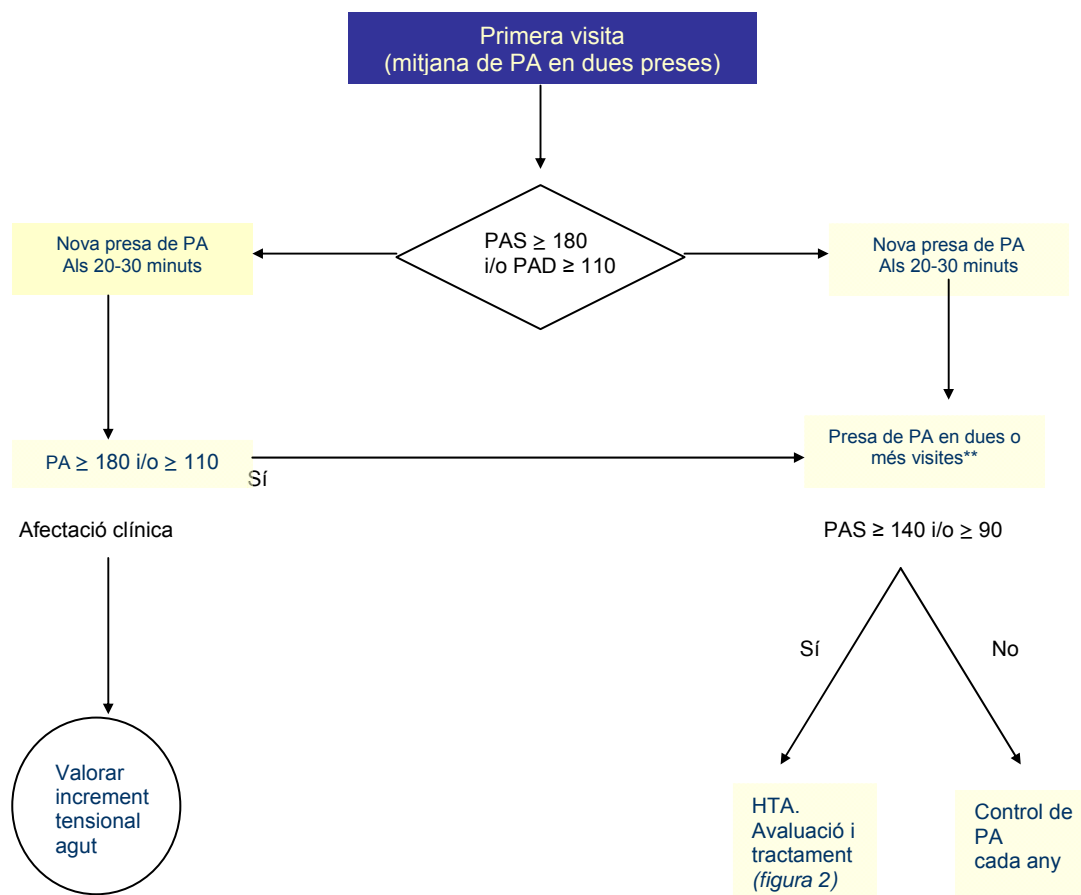 Primera visita
(mitjana de PA en dues preses)
PAS ≥ 180
i/o PAD ≥ 110
Nova presa de PA
Als 20-30 minuts
Nova presa de PA
Als 20-30 minuts
PA ≥ 180 i/o ≥ 110
Sí
Presa de PA en dues o
més visites**
Afectació clínica
PAS ≥ 140 i/o ≥ 90
Sí
No
Valorar
increment
tensional
agut
HTA.
Avaluació i
tractament
(figura 2)
Control de
PA
cada any